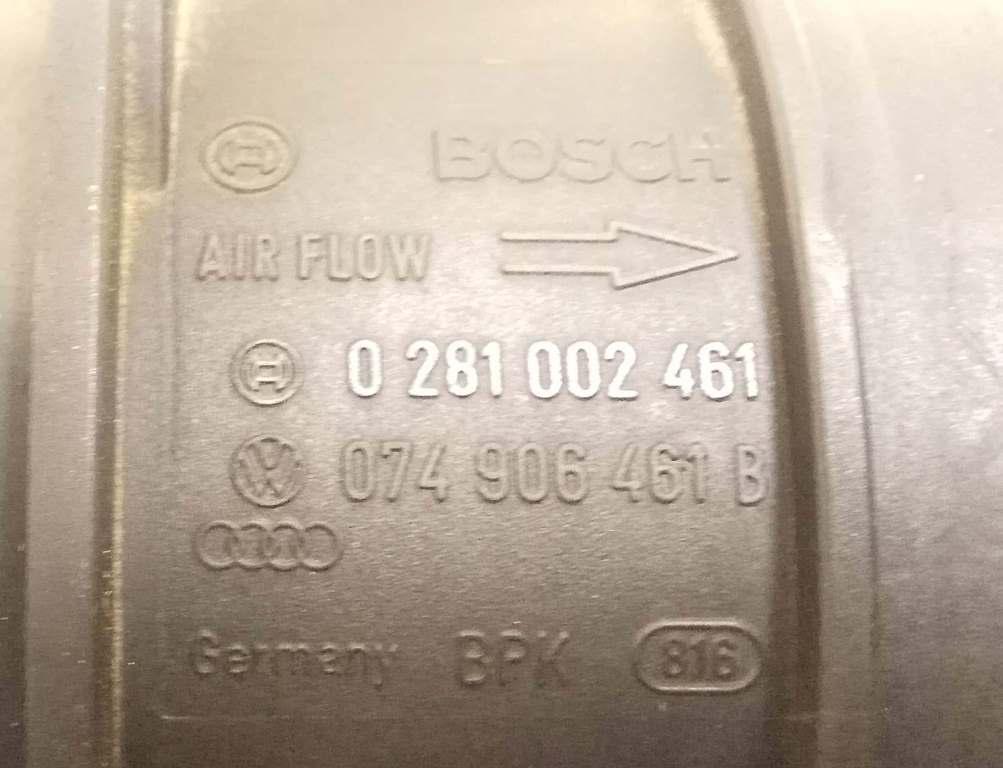 BOSCH
AIR FLOW
0 281 002 461
074 906 461 B
Germany BPK 816